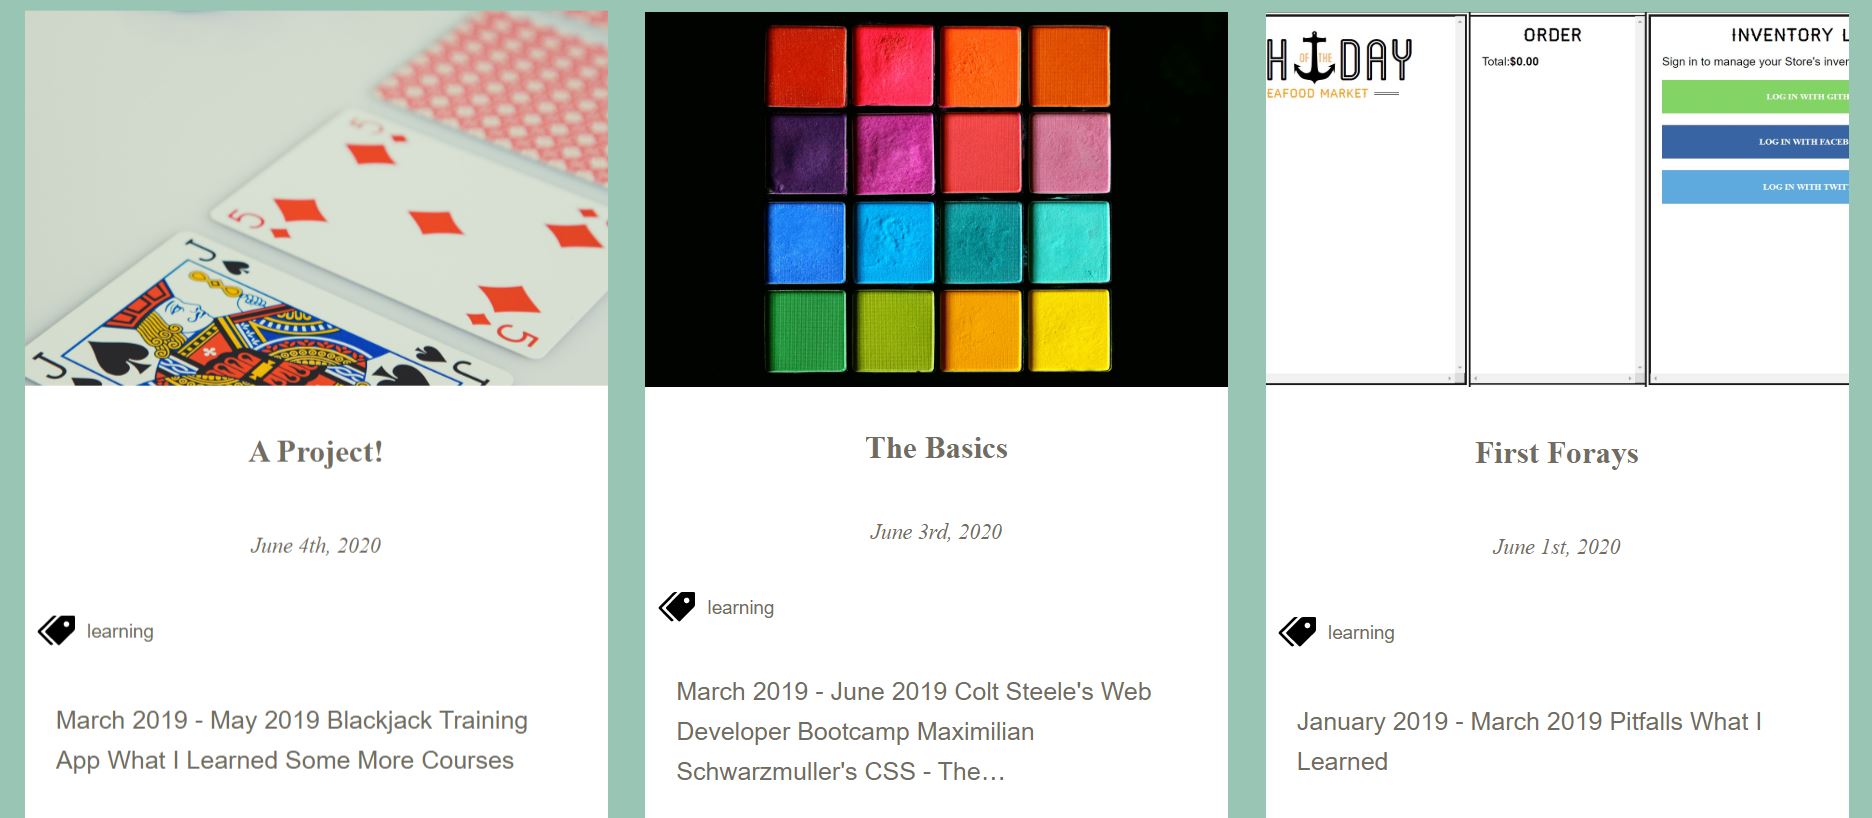 5
5
5
J
J
J
A Project!
June 4th, 2020
learning
March 2019 - May 2019 Blackjack Training
App What I Learned Some More Courses
The Basics
June 3rd, 2020
learning
March 2019 - June 2019 Colt Steele's Web
Developer Bootcamp Maximilian
Schwarzmuller's CSS - The…
H OF THE DAY
EAFOOD MARKET
ORDER
Total:$0.00
INVENTORY L
Sign in to manage your Store's inver
LOG IN WITH GITH
LOG IN WITH FACEB
LOG IN WITH TWIT
First Forays
June 1st, 2020
learning
January 2019 - March 2019 Pitfalls What I
Learned